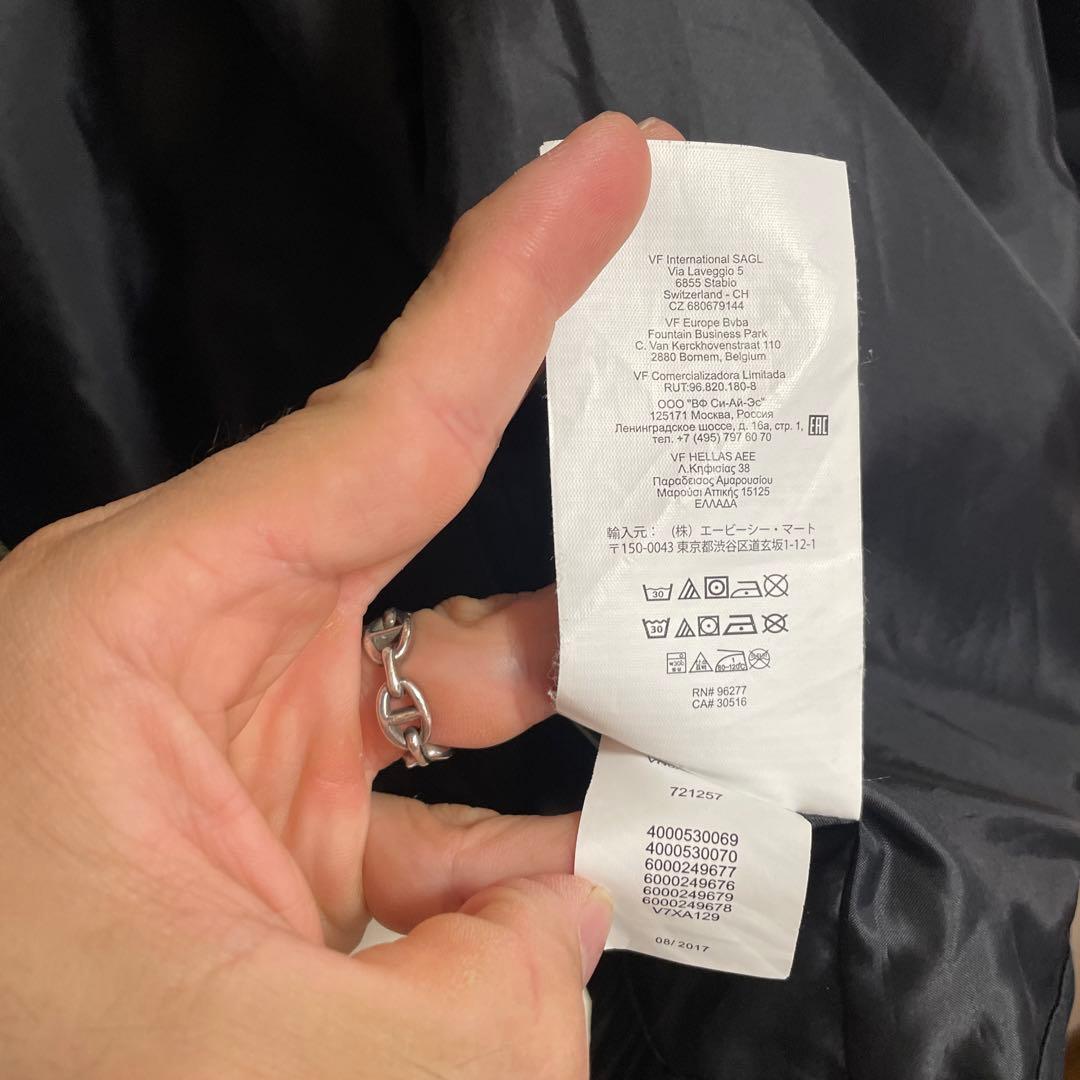 VF International SAGL
Via Laveggio 5
6855 Stabio
Switzerland - CH
CZ 680679144
VF Europe Bvba
Fountain Business Park
C. Van Kerckhovenstraat 110
2880 Bornem, Belgium
VF Comercializadora Limitada
RUT:96.820.180-8
ООО "ВФ Си-Ай-Эс"
125171 Москва, Россия
Ленинградское шоссе, д. 16а, стр. 1, EAC
тел. +7 (495) 797 60 70
VF HELLAS AEE
Λ.Κηφισίας 38
Παραδεισος Αμαρουσίου
Μαρούσι Αττικής 15125
ΕΛΛΑΔΑ
輸入元： （株）エービーシー・マート
〒150-0043 東京都渋谷区道玄坂1-12-1
30
30
80~120℃
RN# 96277
CA# 30516
721257
4000530069
4000530070
6000249677
6000249676
6000249679
6000249678
V7XA129
08/ 2017